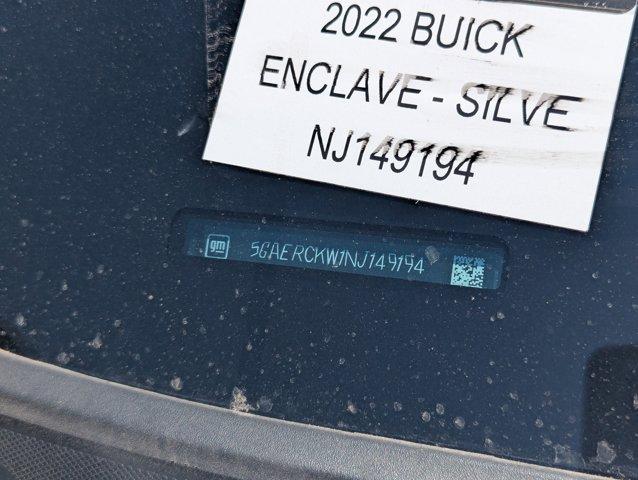 2022 BUICK
ENCLAVE - SILVE
NJ149194
gm 5GAERCKW1NJ149194